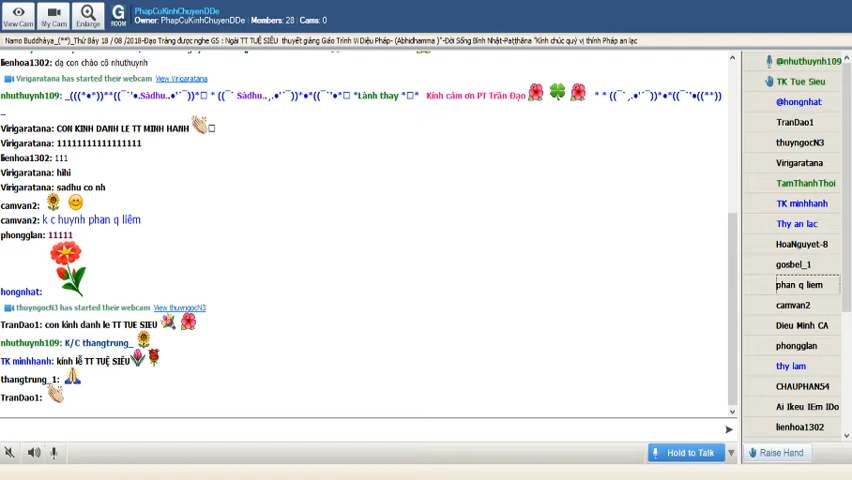 PhapCuKinhChuyenDDe
Owner: PhapCuKinhChuyenDDe - Members: 28 - Cams: 0
View Cam
My Cam
Enlarge
G
ROOM
Namo Buddhàya_(**)_Thứ Bảy 18 / 08 /2018-Đạo Tràng được nghe GS : Ngài TT TUỆ SIÊU thuyết giảng Giáo Trình Vi Diệu Pháp- (Abhidhamma )"-Đời Sống Bình Nhật-Paṭṭhāna "Kính chúc quý vị thính Pháp an lạc
lienhoa1302: dạ con chào cô nhuthuynh
Virigaratana has started their webcam View Virigaratana
nhuthuynh109: _(((•*●*))**((¯`'●.Sàdhu..●'´¯)** * ((¯` ,.●'´¯))*●*((¯`'●.Sàdhu..,●'´¯))*●*((¯` *Lành thay * * Kính cám ơn PT Trần Đạo * * ((¯` ,.●'´¯))*●*((¯`'●((**))
_
Virigaratana: CON KINH DANH LE TT MINH HANH
Virigaratana: 11111111111111111
lienhoa1302: 111
Virigaratana: hihi
Virigaratana: sadhu co nh
camvan2:
camvan2: k c huynh phan q liêm
phongglan: 11111
hongnhat:
thuyngocN3 has started their webcam View thuyngocN3
TranDao1: con kinh danh le TT TUE SIEU
nhuthuynh109: K/C thangtrung_
TK minhhanh: kính lễ TT TUỆ SIÊU
thangtrung_1:
TranDao1:
@nhuthuynh109
TK Tue Sieu
@hongnhat
TranDao1
thuyngocN3
Virigaratana
TamThanhThoi
TK minhhanh
Thy an lac
HoaNguyet-8
gosbel_1
phan q liem
camvan2
Dieu Minh CA
phongglan
thy lam
CHAUPHAN54
Ai Ikeu IEm IDo
lienhoa1302
Hold to Talk
Raise Hand